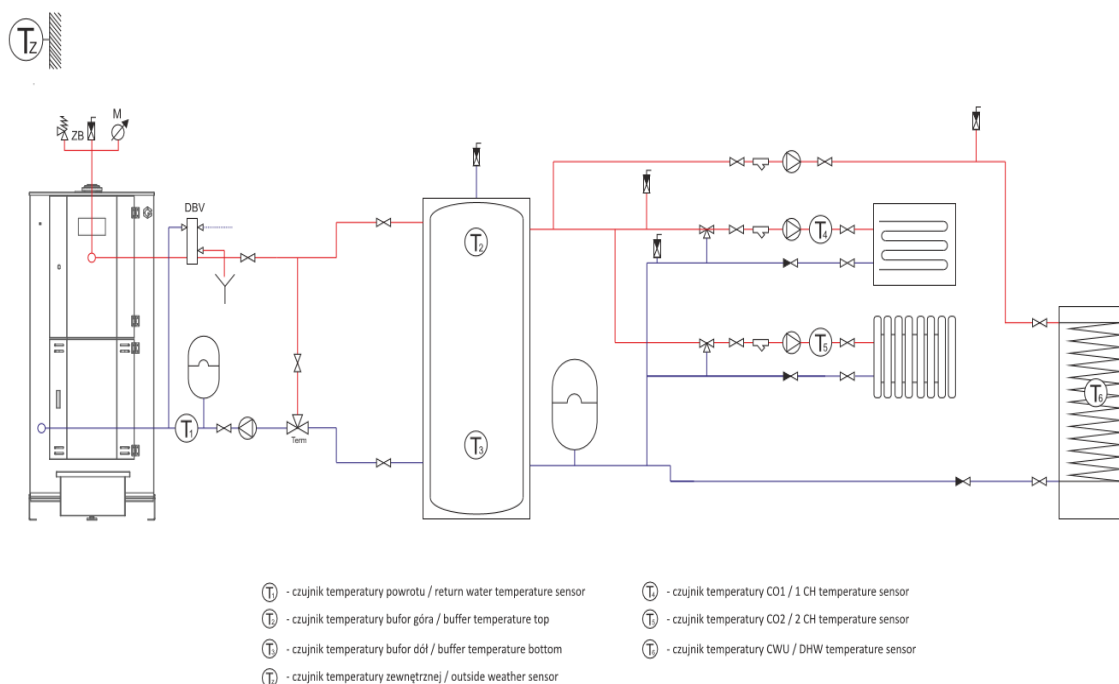 TZ
ZB
M
DBV
T2
T4
T5
T6
T1
Term
T3
T1 - czujnik temperatury powrotu / return water temperature sensor
T2 - czujnik temperatury bufor góra / buffer temperature top
T3 - czujnik temperatury bufor dół / buffer temperature bottom
TZ - czujnik temperatury zewnętrznej / outside weather sensor
T4 - czujnik temperatury CO1 / 1 CH temperature sensor
T5 - czujnik temperatury CO2 / 2 CH temperature sensor
T6 - czujnik temperatury CWU / DHW temperature sensor